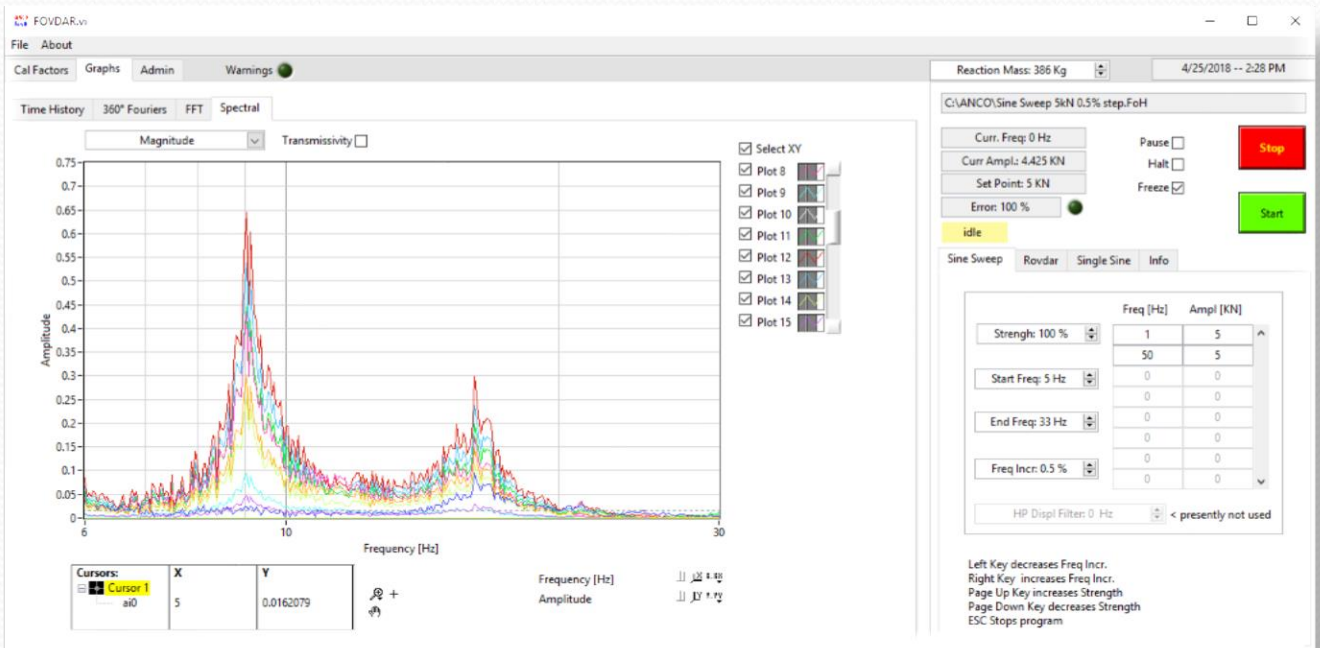 FOVDAR.vi
File About
Cal Factors Graphs Admin Warnings
Reaction Mass: 386 Kg
4/25/2018 -- 2:28 PM
Time History 360° Fouriers FFT Spectral
C:\ANCO\Sine Sweep 5kN 0.5% step.FoH
Magnitude
Transmissivity
Select XY
Plot 8
Plot 9
Plot 10
Plot 11
Plot 12
Plot 13
Plot 14
Plot 15
0.75
0.7
0.65
0.6
0.55
0.5
0.45
0.4
0.35
0.3
0.25
0.2
0.15
0.1
0.05
0
Amplitude
6 10 30
Frequency [Hz]
Cursors: X Y
Cursor 1
ai0 5 0.0162079
Frequency [Hz]
Amplitude
Curr. Freq: 0 Hz
Curr Ampl.: 4.425 KN
Set Point: 5 KN
Error: 100 %
idle
Pause
Halt
Freeze
Stop
Start
Sine Sweep Rovdar Single Sine Info
Freq [Hz] Ampl [KN]
Strengh: 100 %
1 5
50 5
Start Freq: 5 Hz
0 0
0 0
End Freq: 33 Hz
0 0
0 0
Freq Incr: 0.5 %
0 0
0 0
HP Displ Filter: 0 Hz < presently not used
Left Key decreases Freq Incr.
Right Key increases Freq Incr.
Page Up Key increases Strength
Page Down Key decreases Strength
ESC Stops program